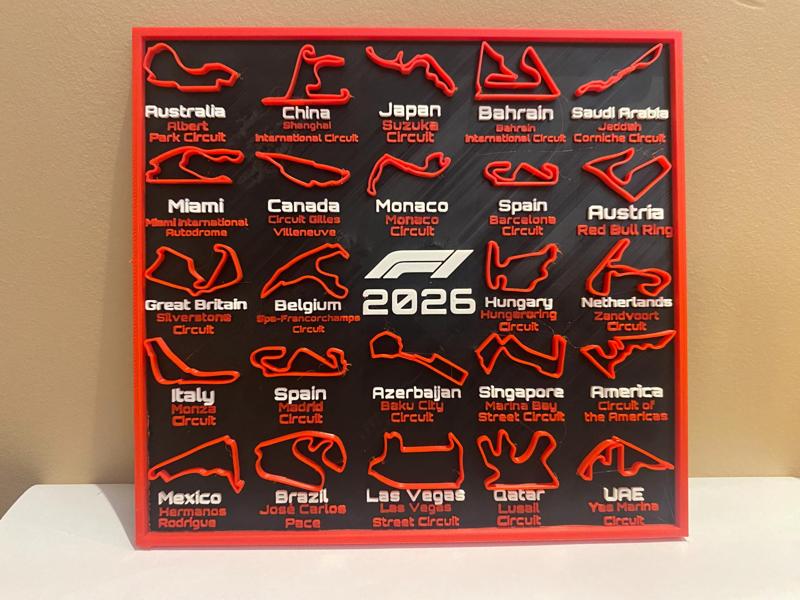 Australia
Albert
Park Circuit
China
Shanghai
International Circuit
Japan
Suzuka
Circuit
Bahrain
Bahrain
International Circuit
Saudi Arabia
Jeddah
Corniche Circuit
Miami
Miami International
Autodrome
Canada
Circuit Gilles
Villeneuve
Monaco
Monaco
Circuit
Spain
Barcelona
Circuit
Austria
Red Bull Ring
Great Britain
Silverstone
Circuit
Belgium
Spa-Francorchamps
Circuit
F1
2026
Hungary
Hungaroring
Circuit
Netherlands
Zandvoort
Circuit
Italy
Monza
Circuit
Spain
Madrid
Circuit
Azerbaijan
Baku City
Circuit
Singapore
Marina Bay
Street Circuit
America
Circuit of
the Americas
Mexico
Hermanos
Rodrigue
Brazil
José Carlos
Pace
Las Vegas
Las Vegas
Street Circuit
Qatar
Lusail
Circuit
UAE
Yas Marina
Circuit